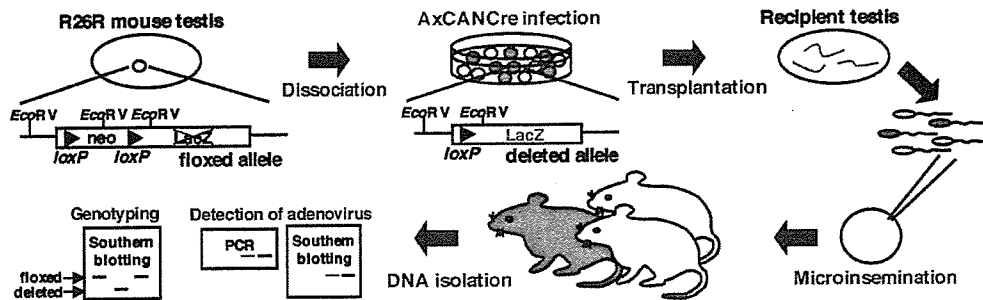 R26R mouse testis
AxCANCre infection
Recipient testis
Dissociation
Transplantation
EcoRV
EcoRV
EcoRV
neo
LacZ
loxP
loxP
floxed allele
EcoRV
EcoRV
LacZ
loxP
deleted allele
Genotyping
Southern
blotting
floxed
deleted
Detection of adenovirus
PCR
Southern
blotting
DNA isolation
Microinsemination